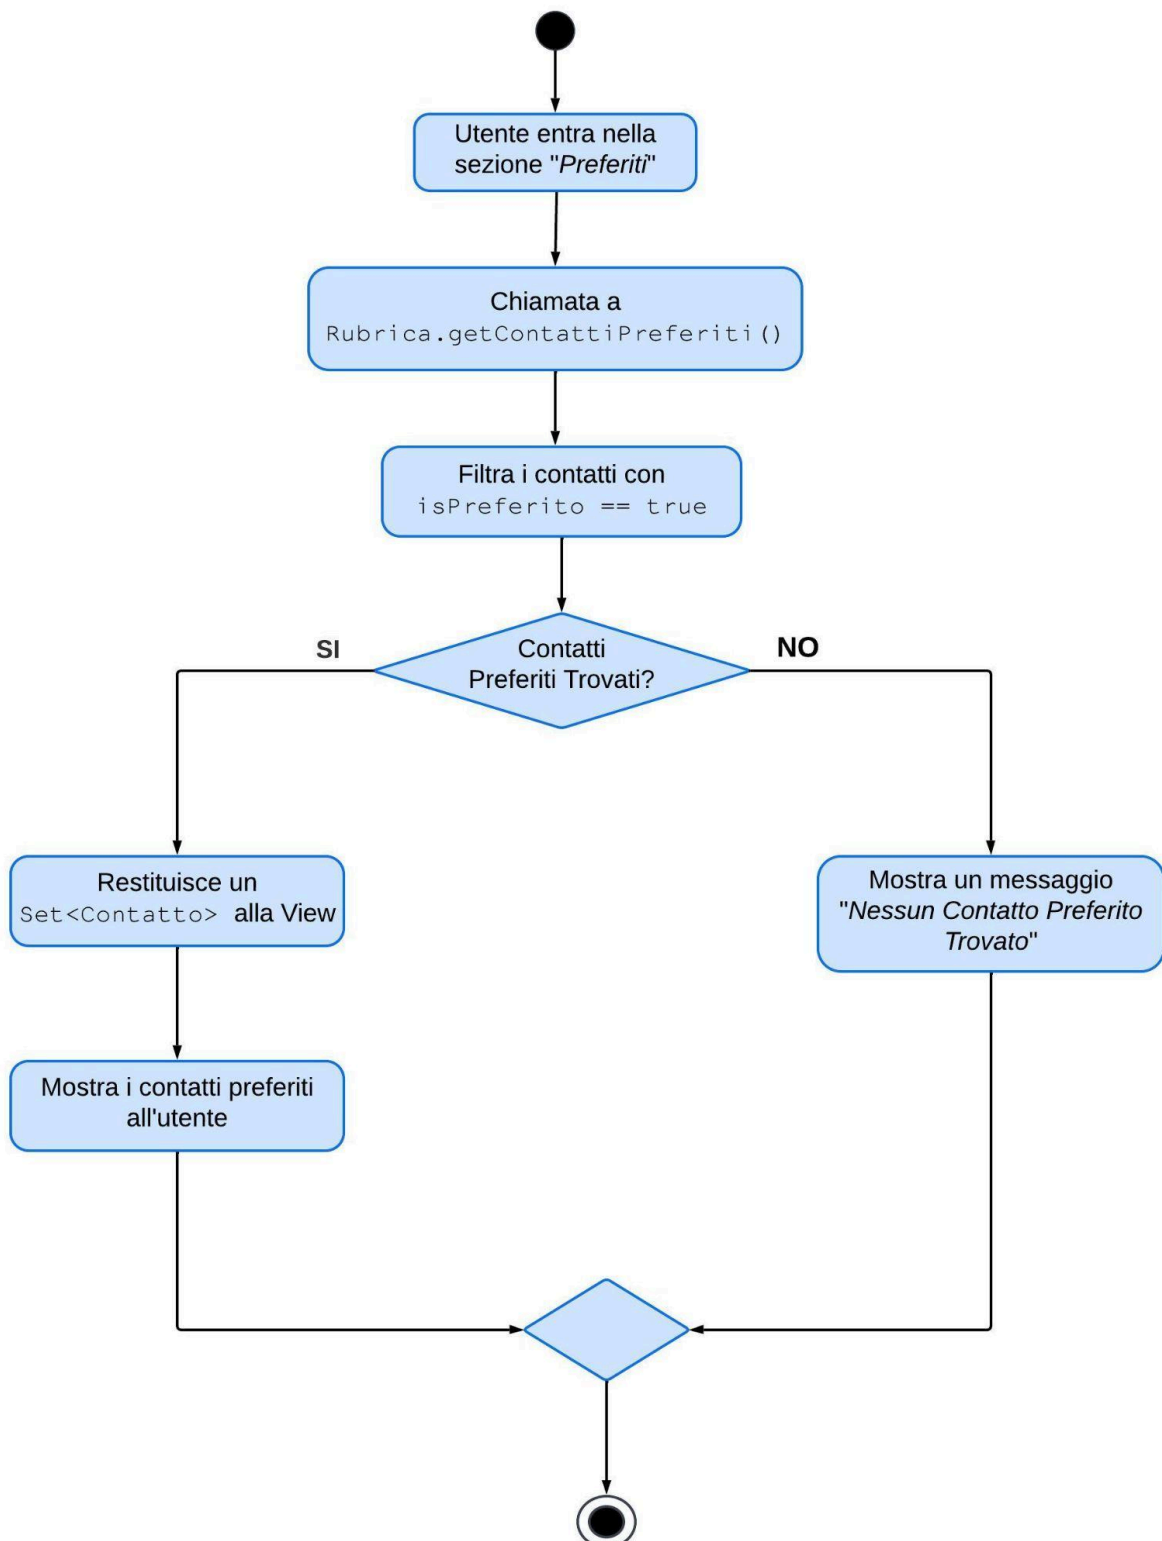 Utente entra nella
sezione "Preferiti"
Chiamata a
Rubrica.getContattiPreferiti()
Filtra i contatti con
isPreferito == true
Contatti
Preferiti Trovati?
SI
NO
Restituisce un
Set<Contatto> alla View
Mostra un messaggio
"Nessun Contatto Preferito
Trovato"
Mostra i contatti preferiti
all'utente